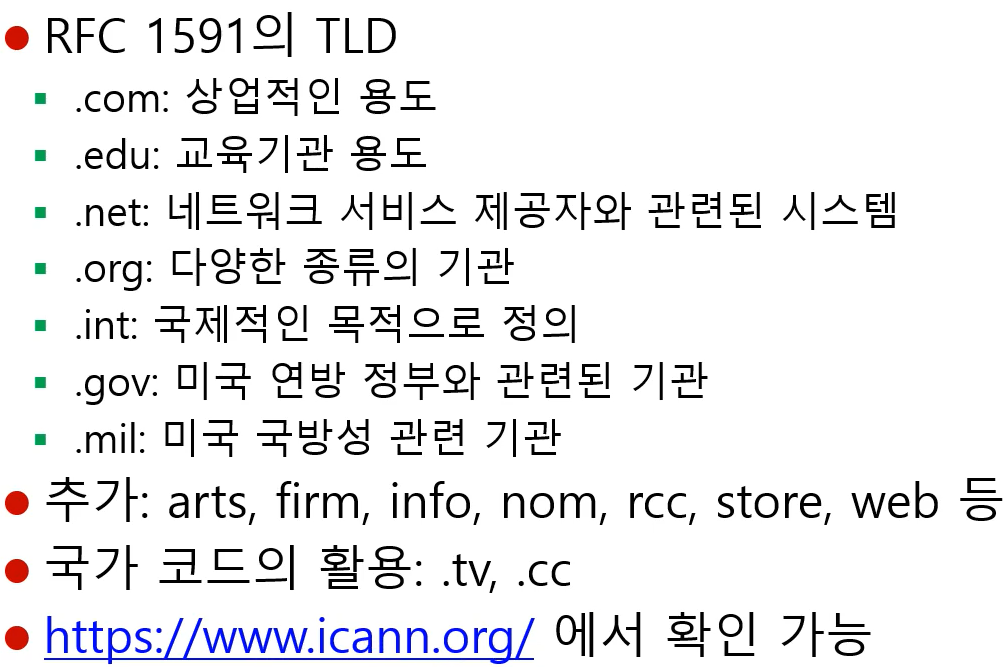 ● RFC 1591의 TLD
▪ .com: 상업적인 용도
▪ .edu: 교육기관 용도
▪ .net: 네트워크 서비스 제공자와 관련된 시스템
▪ .org: 다양한 종류의 기관
▪ .int: 국제적인 목적으로 정의
▪ .gov: 미국 연방 정부와 관련된 기관
▪ .mil: 미국 국방성 관련 기관
● 추가: arts, firm, info, nom, rcc, store, web 등
● 국가 코드의 활용: .tv, .cc
● https://www.icann.org/ 에서 확인 가능